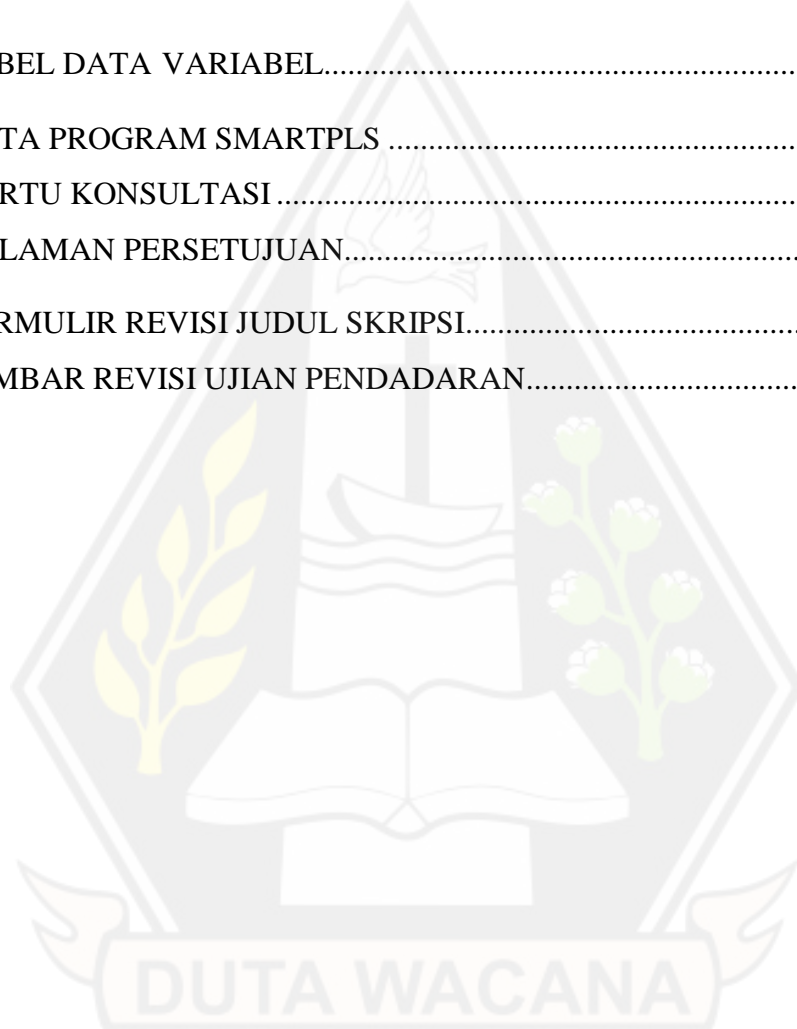 BEL DATA VARIABEL..........................................................
TA PROGRAM SMARTPLS ..................................................
RTU KONSULTASI ................................................................
LAMAN PERSETUJUAN.......................................................
RMULIR REVISI JUDUL SKRIPSI........................................
MBAR REVISI UJIAN PENDADARAN.................................
DUTA WACANA